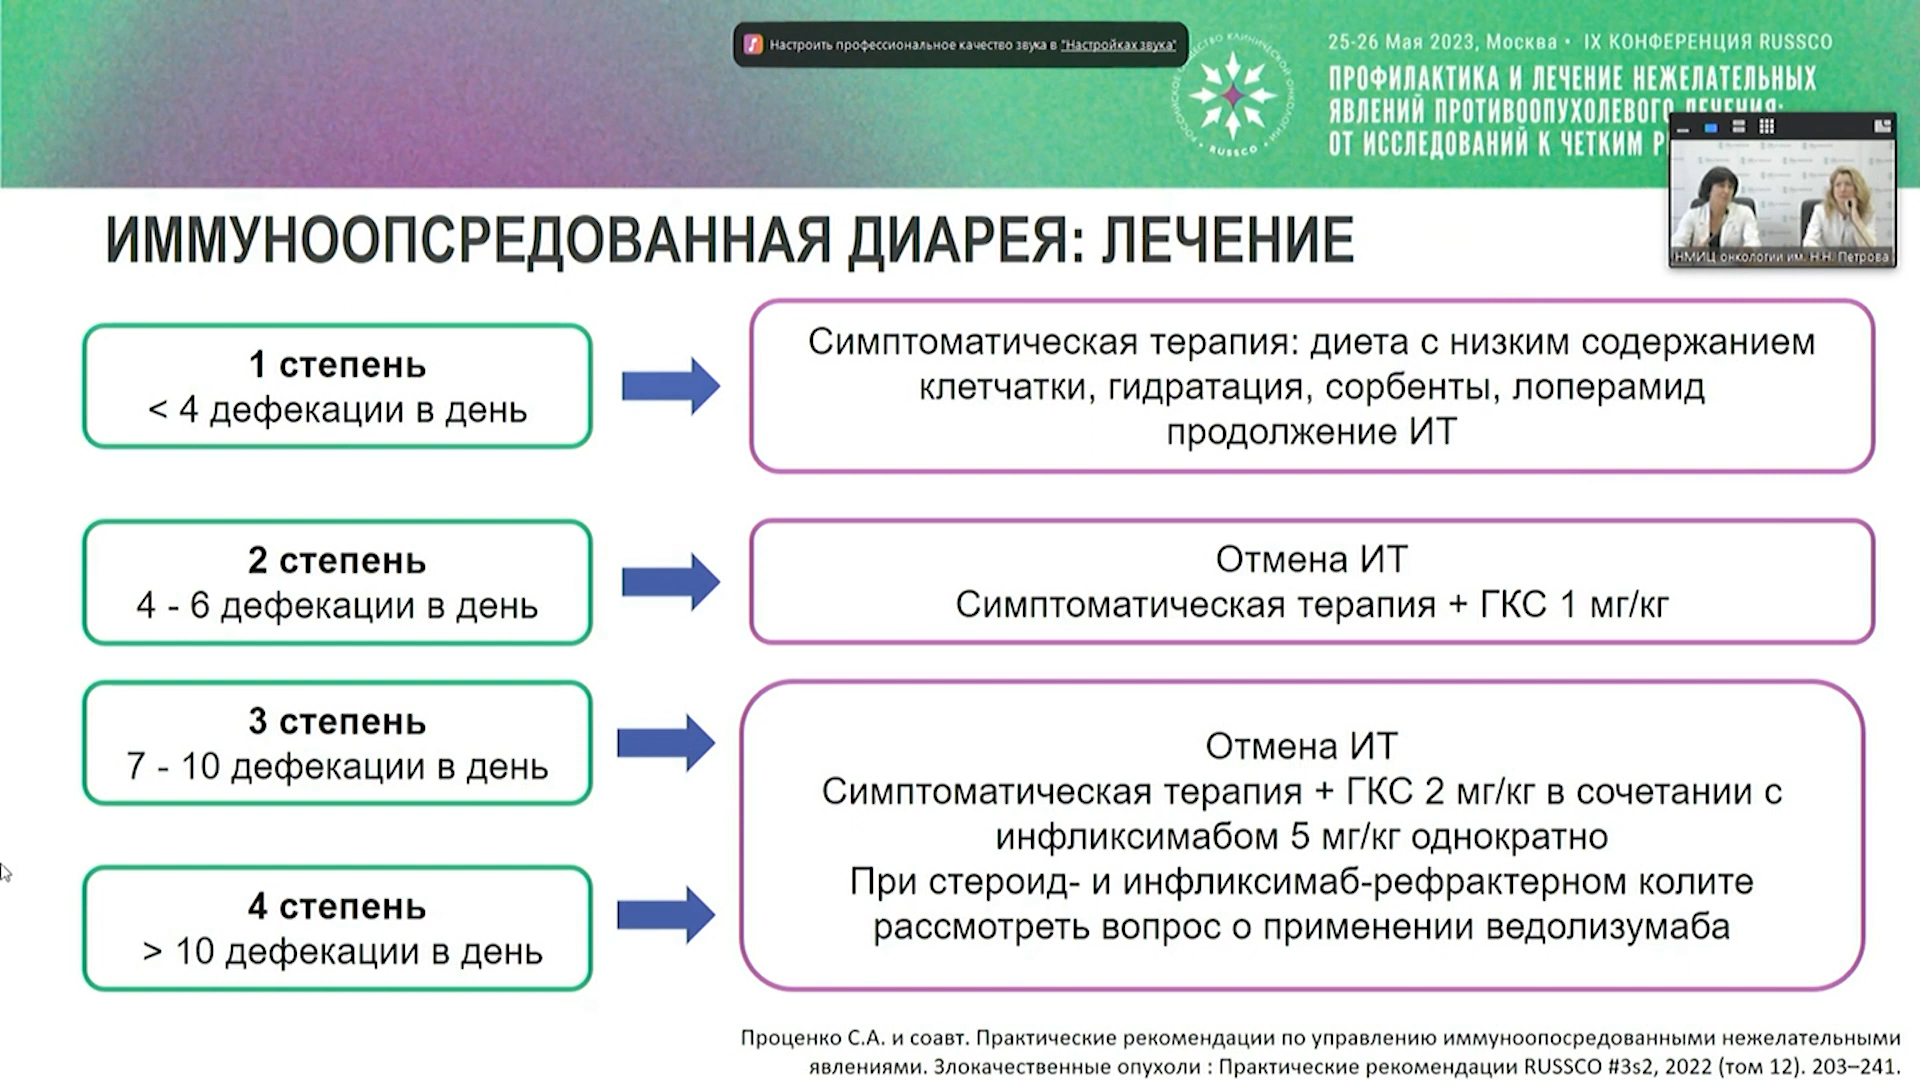 Настроить профессиональное качество звука в "Настройках звука"
РОССИЙСКОЕ ОБЩЕСТВО КЛИНИЧЕСКОЙ ОНКОЛОГИИ
• RUSSCO •
25-26 Мая 2023, Москва • IX КОНФЕРЕНЦИЯ RUSSCO
ПРОФИЛАКТИКА И ЛЕЧЕНИЕ НЕЖЕЛАТЕЛЬНЫХ
ЯВЛЕНИЙ ПРОТИВООПУХОЛЕВОГО ЛЕЧЕНИЯ:
ОТ ИССЛЕДОВАНИЙ К ЧЕТКИМ
НМИЦ онкологии им. Н.Н. Петрова
ИММУНООПСРЕДОВАННАЯ ДИАРЕЯ: ЛЕЧЕНИЕ
1 степень
< 4 дефекации в день
Симптоматическая терапия: диета с низким содержанием
клетчатки, гидратация, сорбенты, лоперамид
продолжение ИТ
2 степень
4 - 6 дефекации в день
Отмена ИТ
Симптоматическая терапия + ГКС 1 мг/кг
3 степень
7 - 10 дефекации в день
4 степень
> 10 дефекации в день
Отмена ИТ
Симптоматическая терапия + ГКС 2 мг/кг в сочетании с
инфликсимабом 5 мг/кг однократно
При стероид- и инфликсимаб-рефрактерном колите
рассмотреть вопрос о применении ведолизумаба
Проценко С.А. и соавт. Практические рекомендации по управлению иммуноопосредованными нежелательными
явлениями. Злокачественные опухоли : Практические рекомендации RUSSCO #3s2, 2022 (том 12). 203–241.